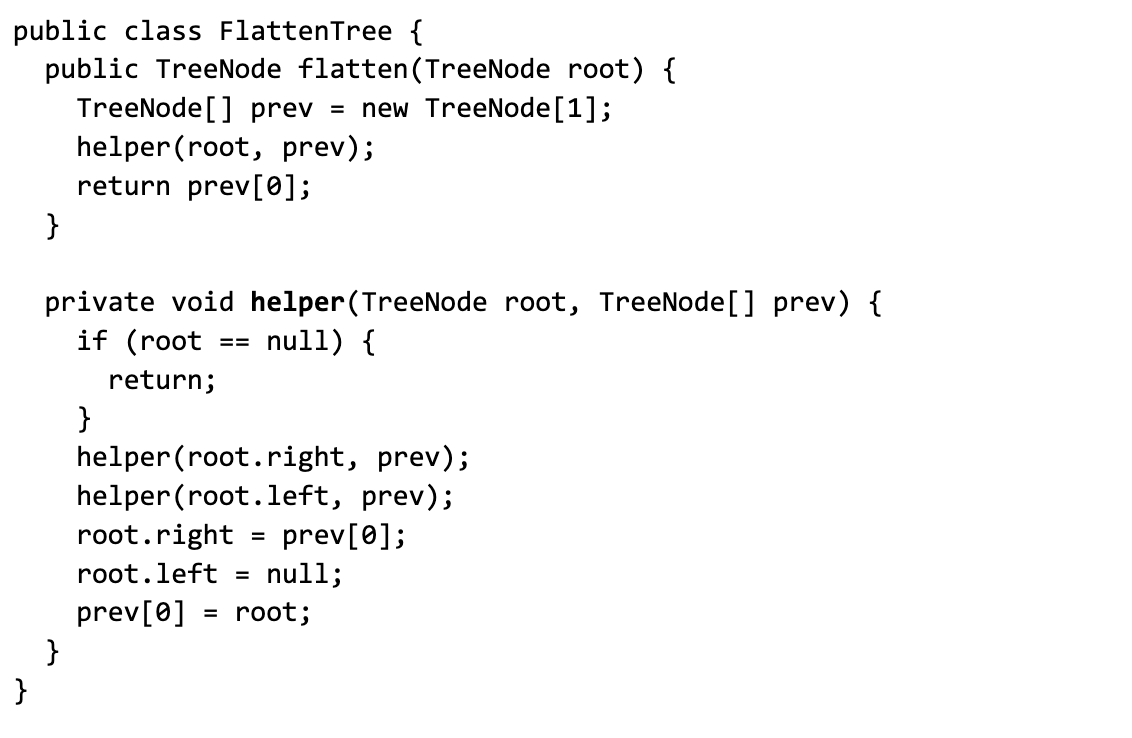 public class FlattenTree {
  public TreeNode flatten(TreeNode root) {
    TreeNode[] prev = new TreeNode[1];
    helper(root, prev);
    return prev[0];
  }

  private void helper(TreeNode root, TreeNode[] prev) {
    if (root == null) {
      return;
    }
    helper(root.right, prev);
    helper(root.left, prev);
    root.right = prev[0];
    root.left = null;
    prev[0] = root;
  }
}